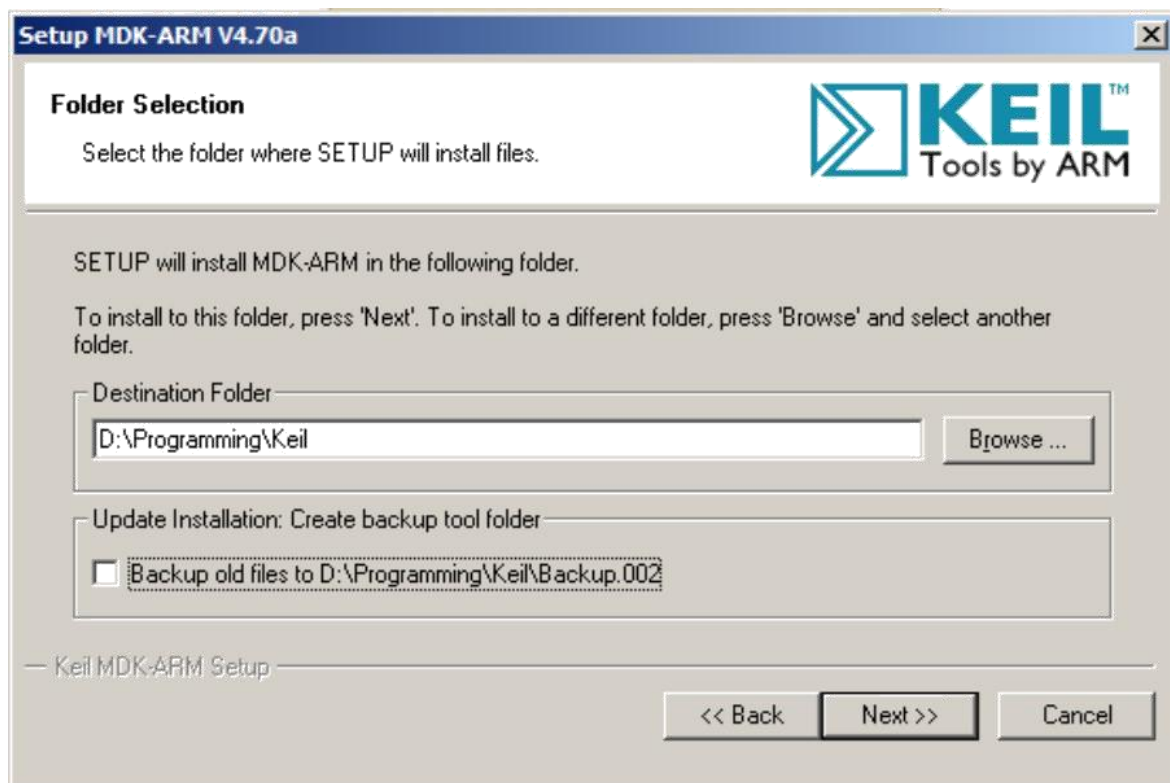 Setup MDK-ARM V4.70a
Folder Selection
Select the folder where SETUP will install files.
KEIL™
Tools by ARM
SETUP will install MDK-ARM in the following folder.
To install to this folder, press 'Next'. To install to a different folder, press 'Browse' and select another
folder.
Destination Folder
D:\Programming\Keil
Browse ...
Update Installation: Create backup tool folder
Backup old files to D:\Programming\Keil\Backup.002
Keil MDK-ARM Setup
<< Back
Next >>
Cancel